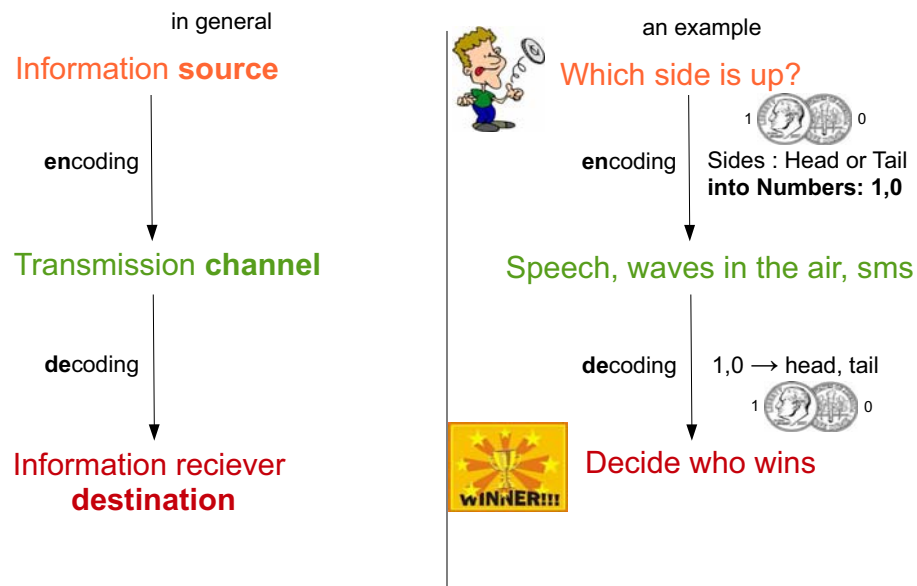 in general
Information source
encoding
Transmission channel
decoding
Information reciever
destination
an example
Which side is up?
1 0
encoding
Sides : Head or Tail
into Numbers: 1,0
Speech, waves in the air, sms
decoding
1,0 → head, tail
1 0
WINNER!!!
Decide who wins